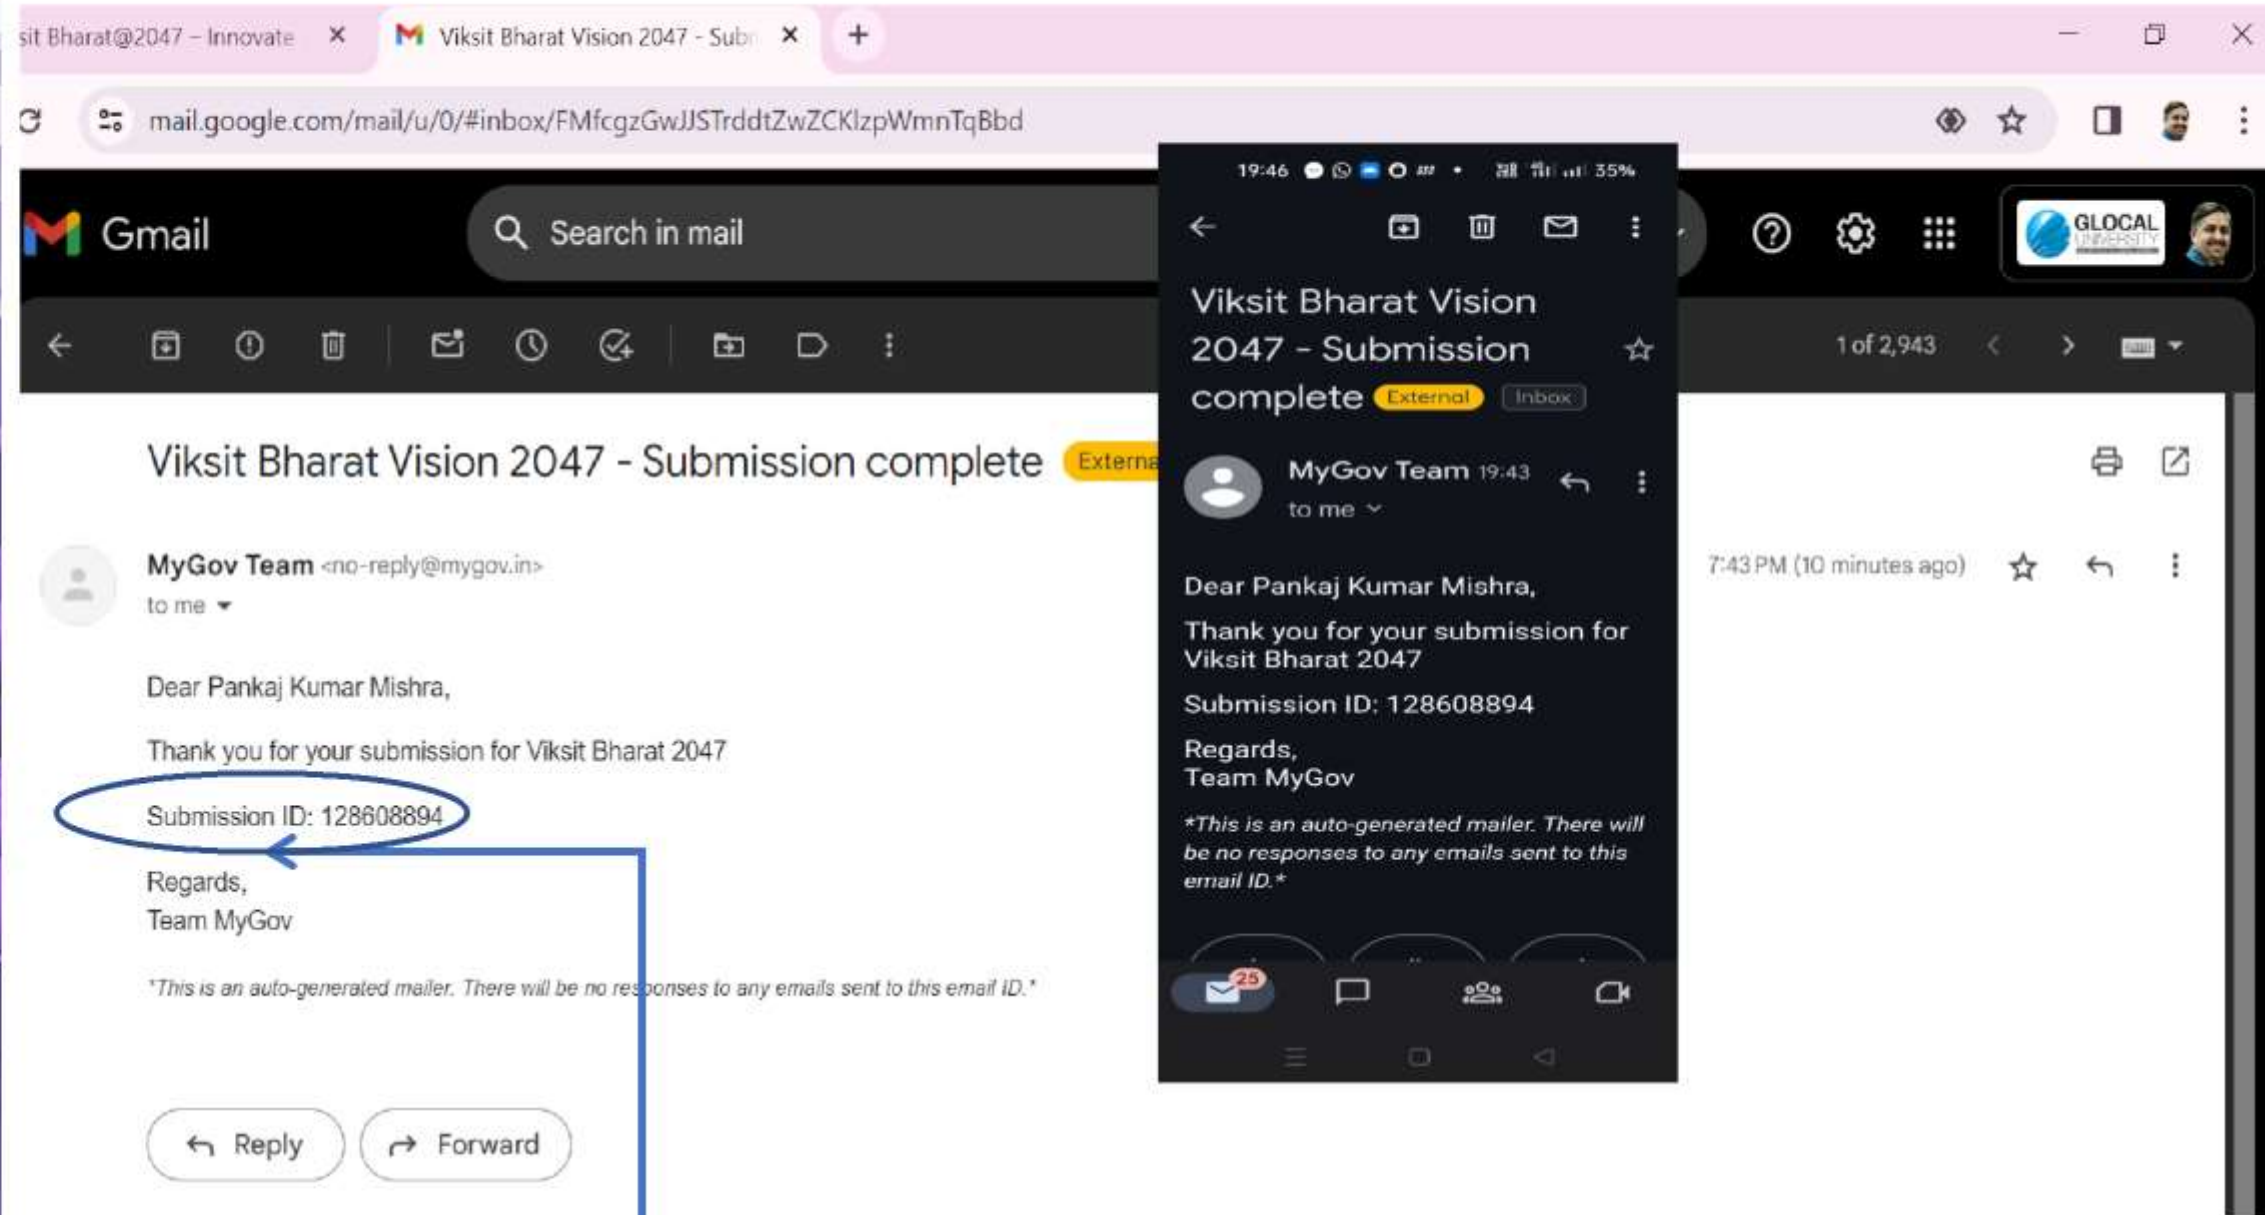 sit Bharat@2047 – Innovate
Viksit Bharat Vision 2047 - Sub
mail.google.com/mail/u/0/#inbox/FMfcgzGwJJSTrddtZwZCKlzpWmnTqBbd
Gmail
Search in mail
GLOCAL
UNIVERSITY
1 of 2,943
Viksit Bharat Vision 2047 - Submission complete Externa
MyGov Team <no-reply@mygov.in>
7:43 PM (10 minutes ago)
to me
Dear Pankaj Kumar Mishra,
Thank you for your submission for Viksit Bharat 2047
Submission ID: 128608894
Regards,
Team MyGov
*This is an auto-generated mailer. There will be no responses to any emails sent to this email ID.*
Reply
Forward
19:46
35%
Viksit Bharat Vision
2047 - Submission
complete External Inbox
MyGov Team 19:43
to me
Dear Pankaj Kumar Mishra,
Thank you for your submission for
Viksit Bharat 2047
Submission ID: 128608894
Regards,
Team MyGov
*This is an auto-generated mailer. There will
be no responses to any emails sent to this
email ID.*
25